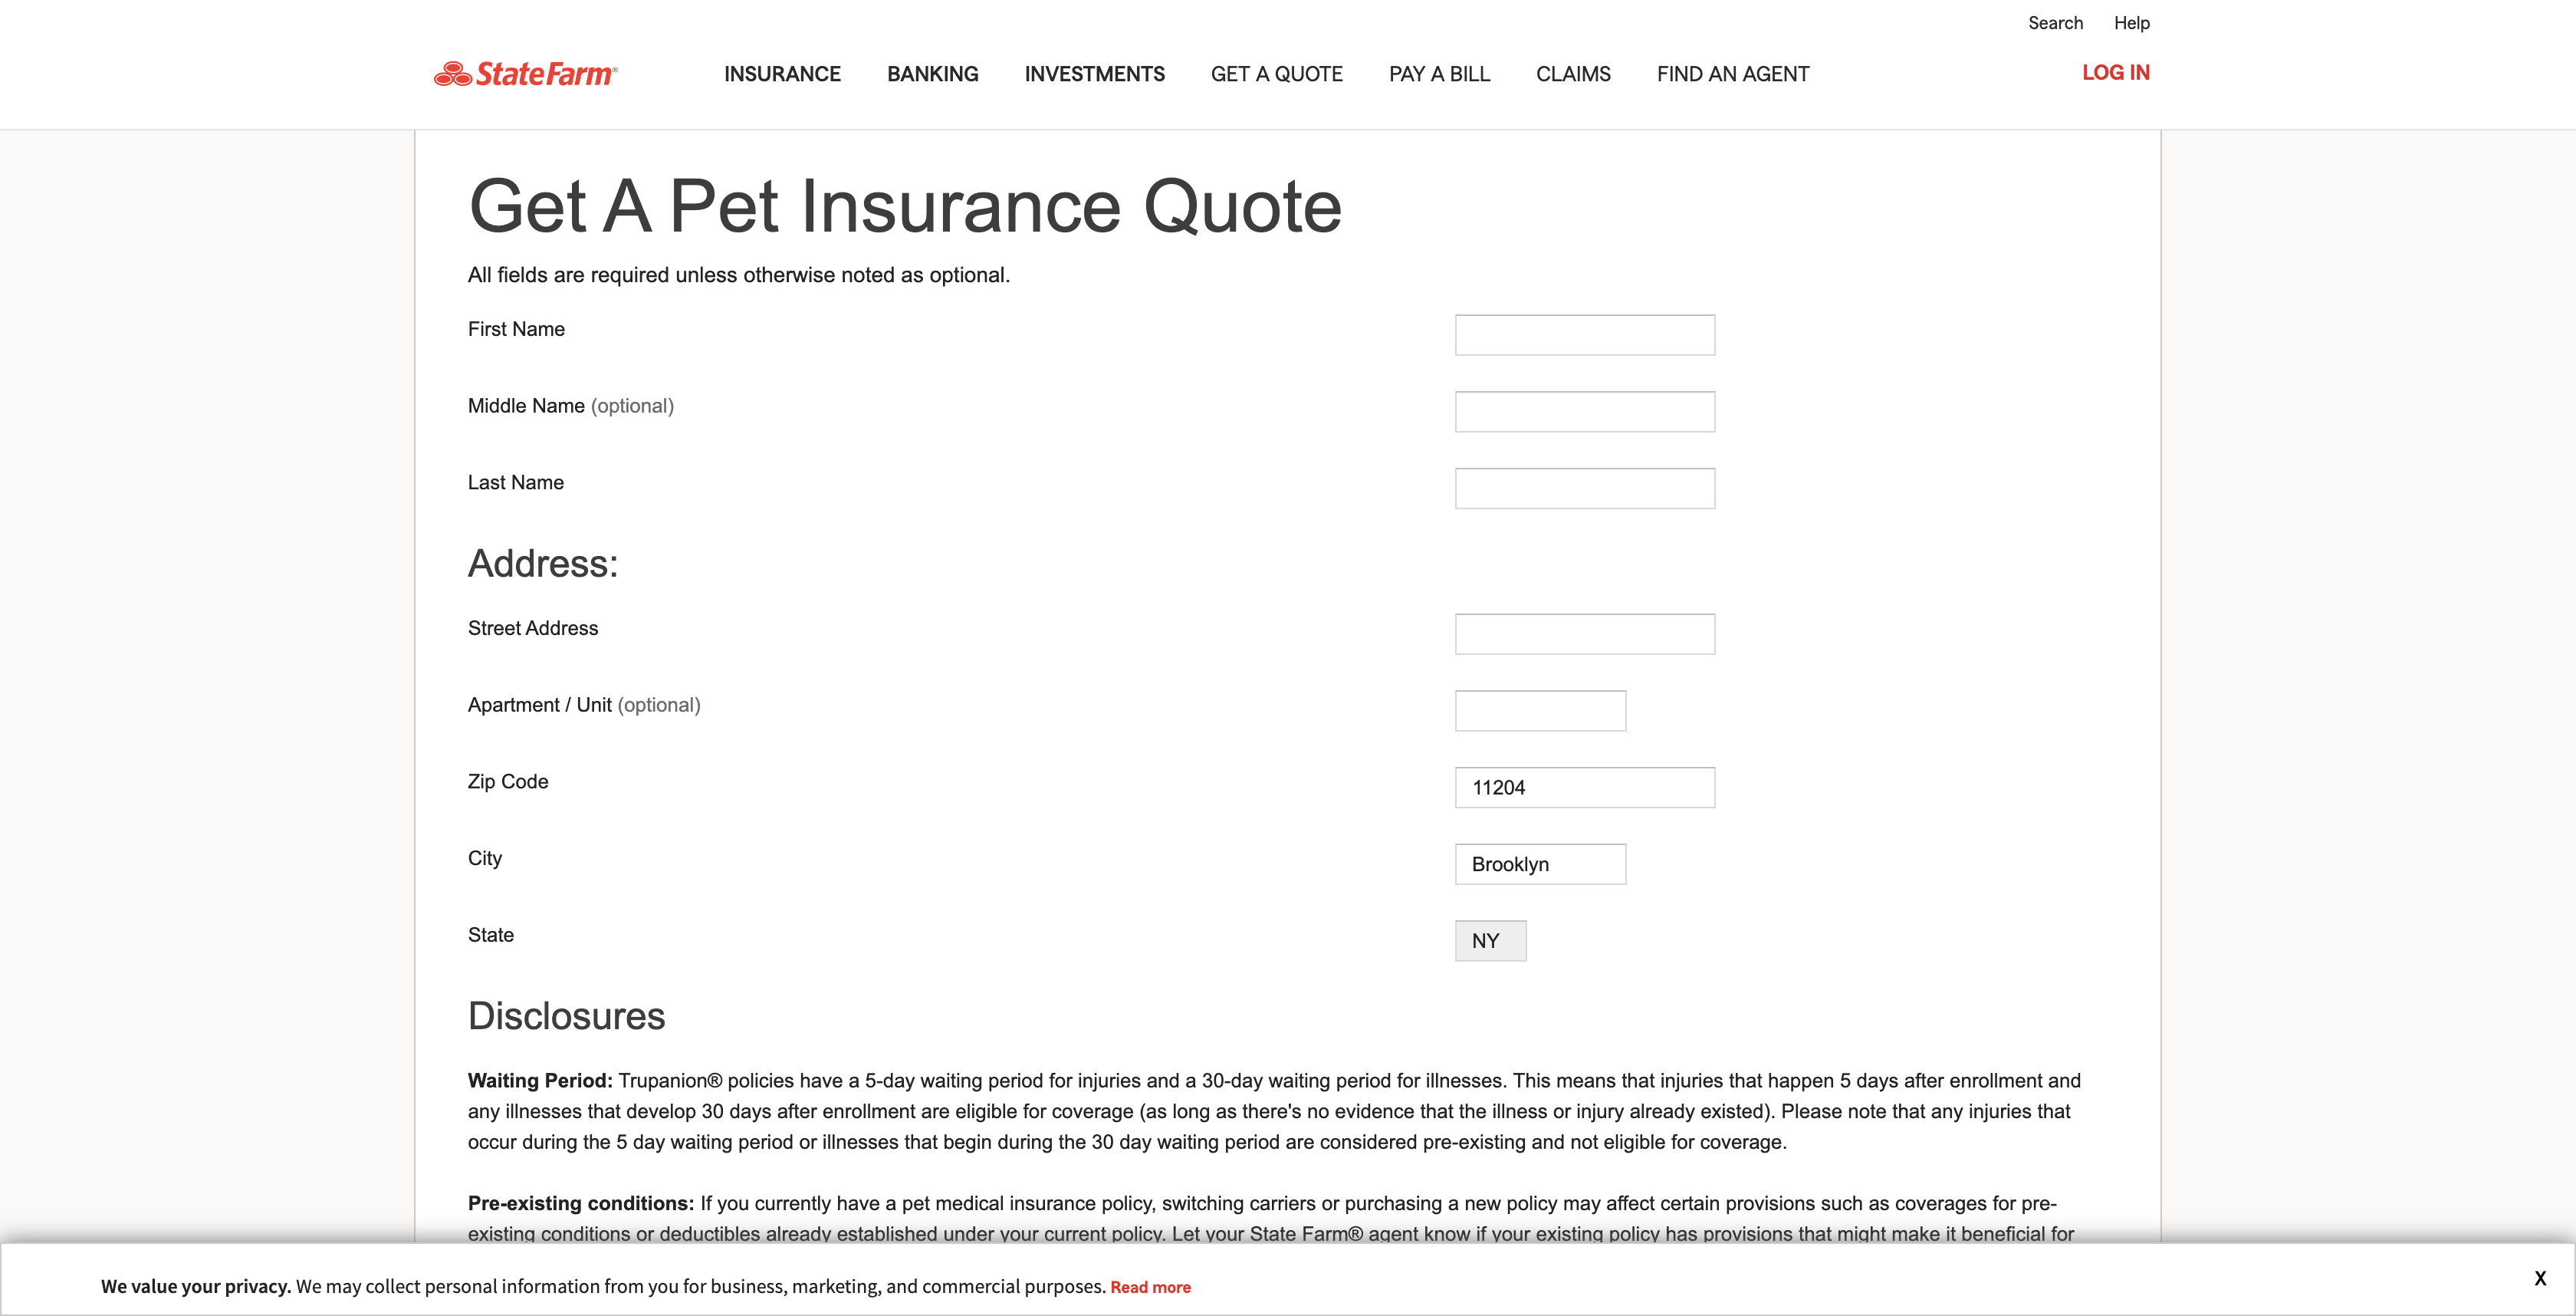 Search Help
StateFarm®
INSURANCE BANKING INVESTMENTS GET A QUOTE PAY A BILL CLAIMS FIND AN AGENT LOG IN
Get A Pet Insurance Quote
All fields are required unless otherwise noted as optional.
First Name
Middle Name (optional)
Last Name
Address:
Street Address
Apartment / Unit (optional)
Zip Code 11204
City Brooklyn
State NY
Disclosures
Waiting Period: Trupanion® policies have a 5-day waiting period for injuries and a 30-day waiting period for illnesses. This means that injuries that happen 5 days after enrollment and
any illnesses that develop 30 days after enrollment are eligible for coverage (as long as there's no evidence that the illness or injury already existed). Please note that any injuries that
occur during the 5 day waiting period or illnesses that begin during the 30 day waiting period are considered pre-existing and not eligible for coverage.
Pre-existing conditions: If you currently have a pet medical insurance policy, switching carriers or purchasing a new policy may affect certain provisions such as coverages for pre-
existing conditions or deductibles already established under your current policy. Let your State Farm® agent know if your existing policy has provisions that might make it beneficial for
We value your privacy. We may collect personal information from you for business, marketing, and commercial purposes. Read more
X